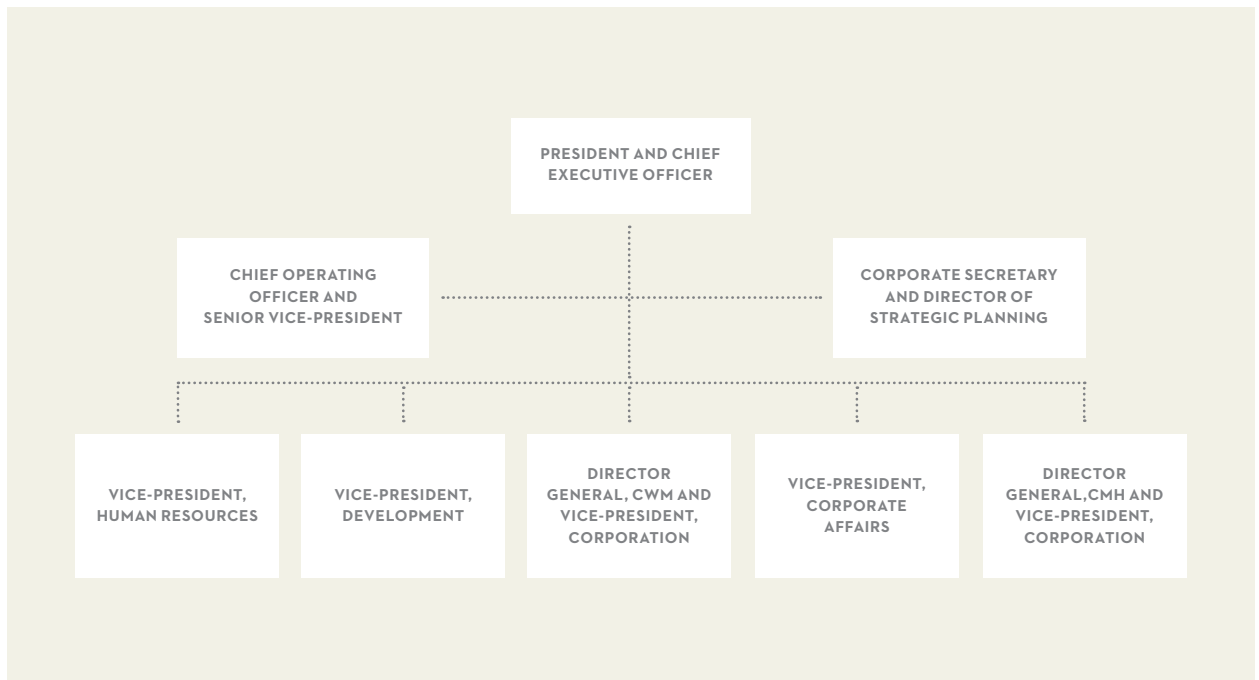 PRESIDENT AND CHIEF
EXECUTIVE OFFICER
CHIEF OPERATING
OFFICER AND
SENIOR VICE-PRESIDENT
CORPORATE SECRETARY
AND DIRECTOR OF
STRATEGIC PLANNING
VICE-PRESIDENT,
HUMAN RESOURCES
VICE-PRESIDENT,
DEVELOPMENT
DIRECTOR
GENERAL, CWM AND
VICE-PRESIDENT,
CORPORATION
VICE-PRESIDENT,
CORPORATE
AFFAIRS
DIRECTOR
GENERAL,CMH AND
VICE-PRESIDENT,
CORPORATION